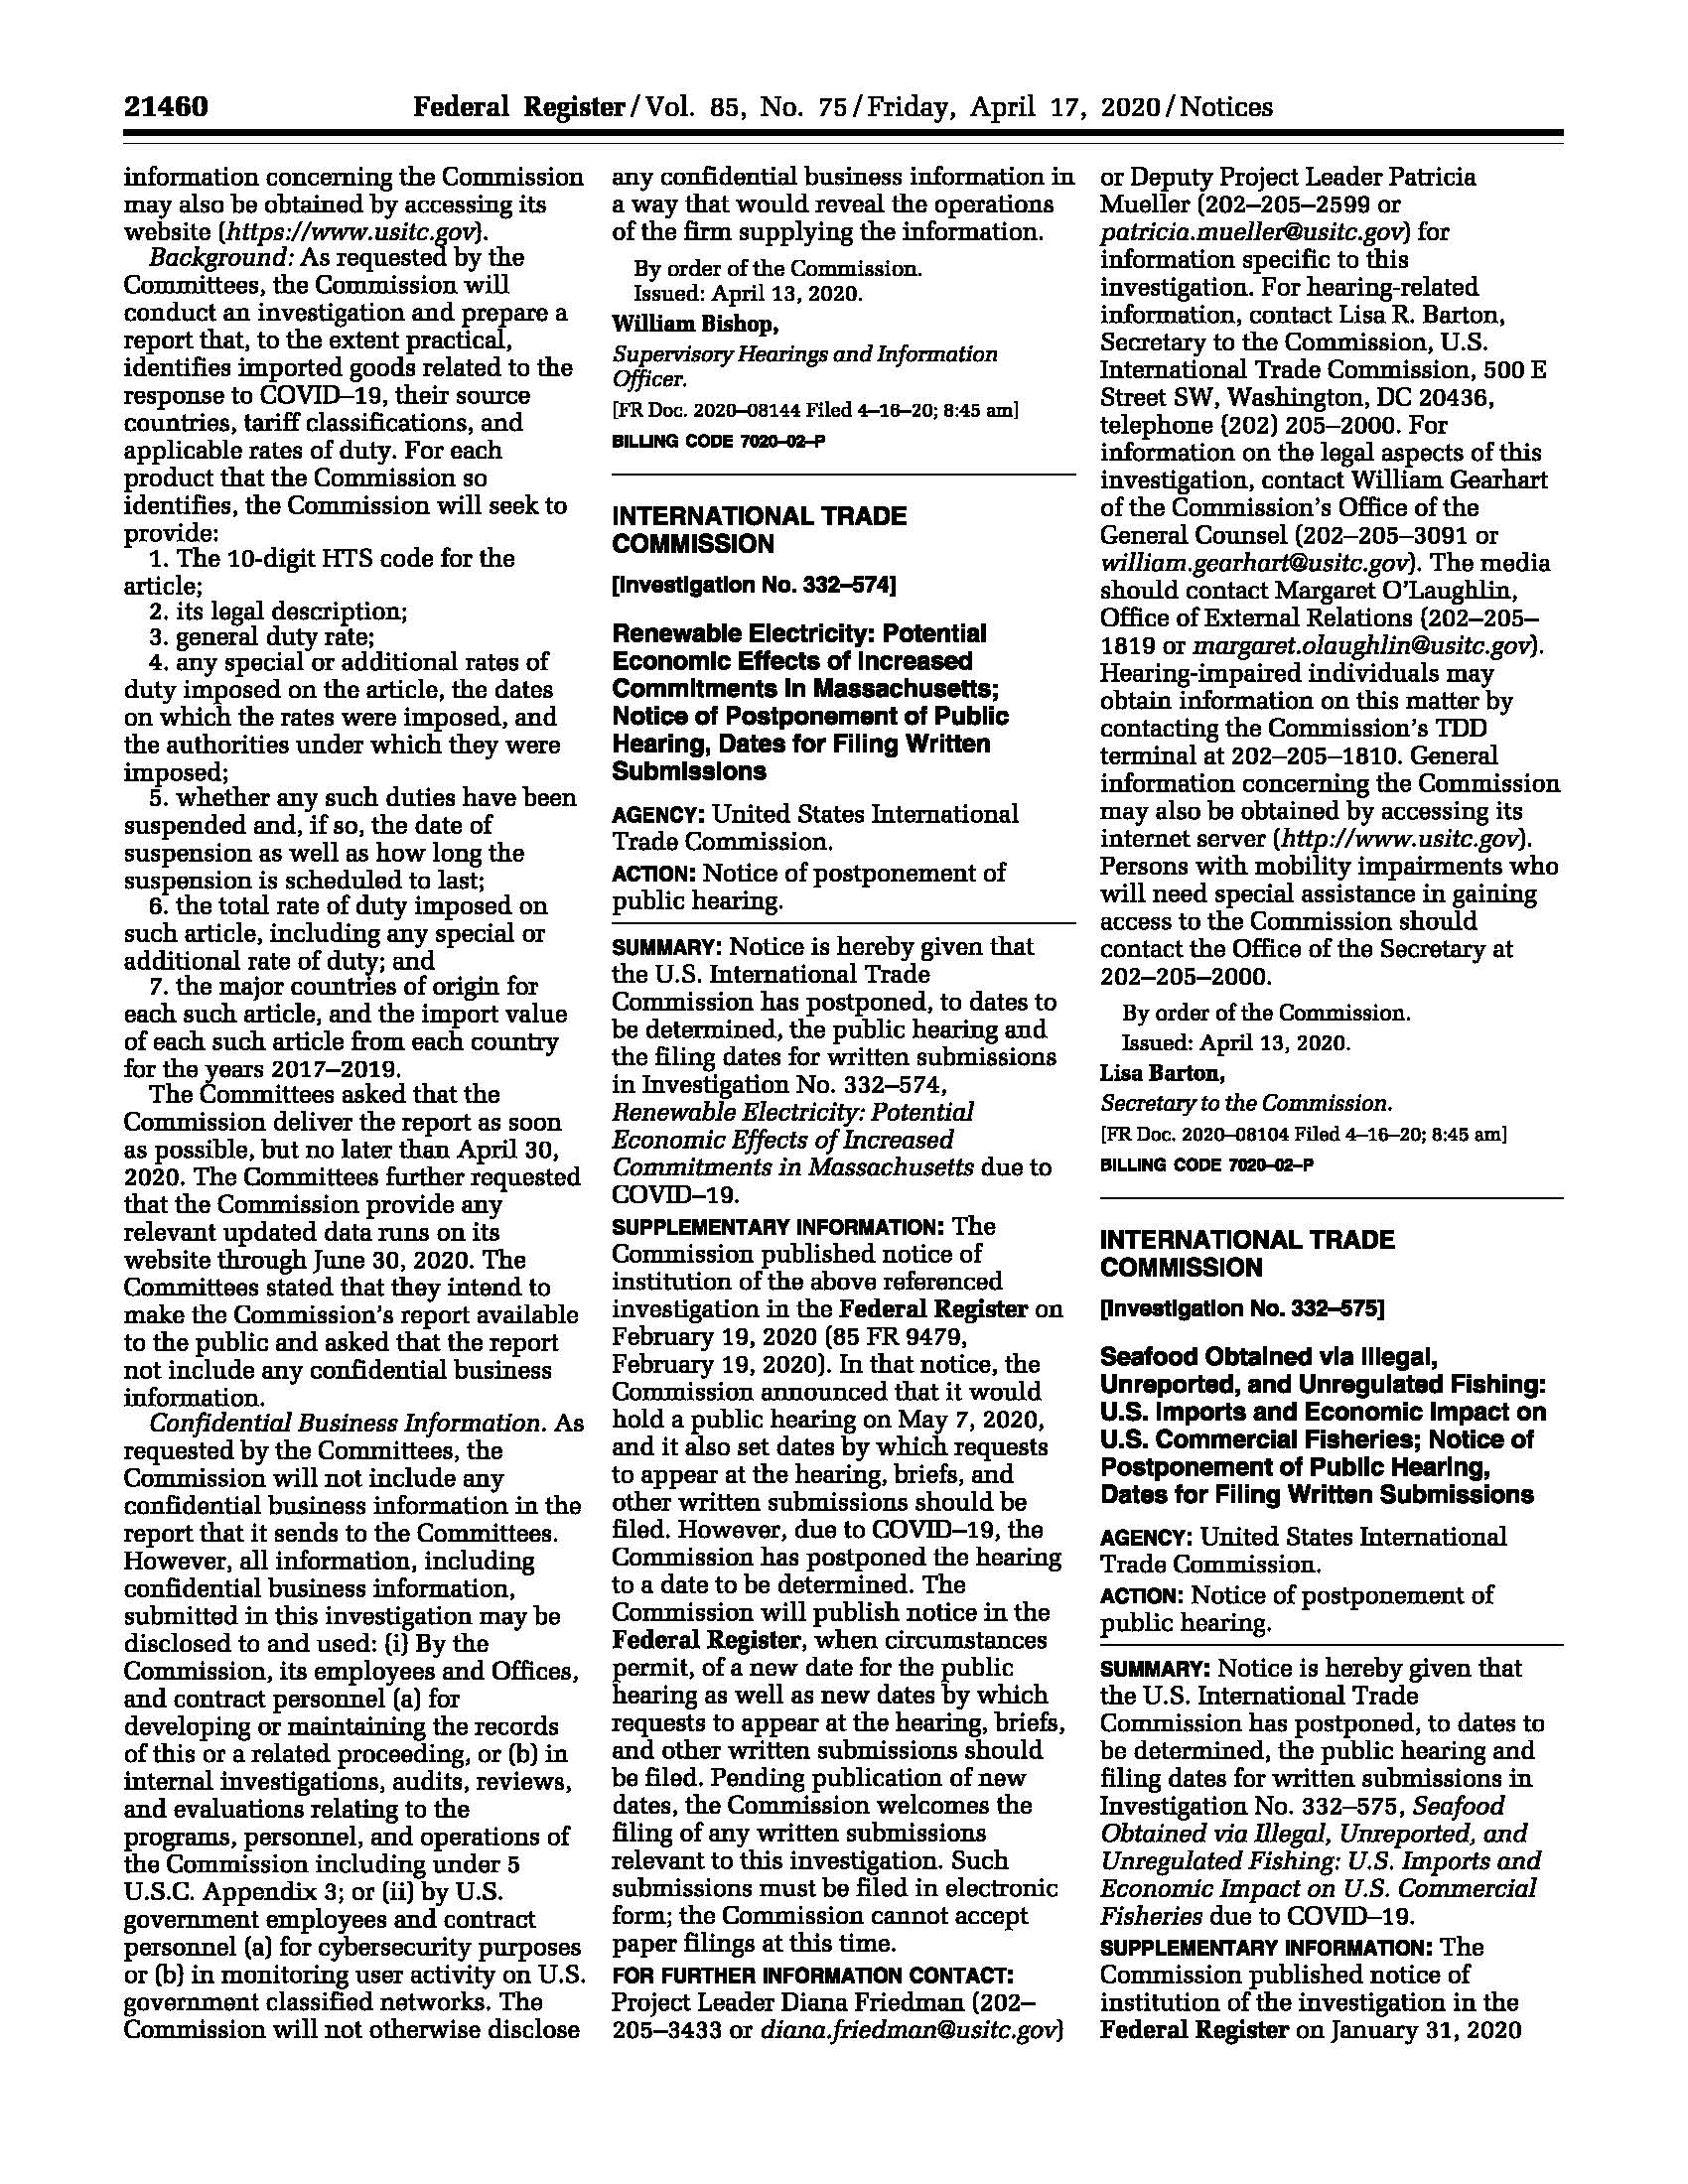 21460 Federal Register / Vol. 85, No. 75 / Friday, April 17, 2020 / Notices
information concerning the Commission
may also be obtained by accessing its
website (https://www.usitc.gov).
Background: As requested by the
Committees, the Commission will
conduct an investigation and prepare a
report that, to the extent practical,
identifies imported goods related to the
response to COVID–19, their source
countries, tariff classifications, and
applicable rates of duty. For each
product that the Commission so
identifies, the Commission will seek to
provide:
1. The 10-digit HTS code for the
article;
2. its legal description;
3. general duty rate;
4. any special or additional rates of
duty imposed on the article, the dates
on which the rates were imposed, and
the authorities under which they were
imposed;
5. whether any such duties have been
suspended and, if so, the date of
suspension as well as how long the
suspension is scheduled to last;
6. the total rate of duty imposed on
such article, including any special or
additional rate of duty; and
7. the major countries of origin for
each such article, and the import value
of each such article from each country
for the years 2017–2019.
The Committees asked that the
Commission deliver the report as soon
as possible, but no later than April 30,
2020. The Committees further requested
that the Commission provide any
relevant updated data runs on its
website through June 30, 2020. The
Committees stated that they intend to
make the Commission's report available
to the public and asked that the report
not include any confidential business
information.
Confidential Business Information. As
requested by the Committees, the
Commission will not include any
confidential business information in the
report that it sends to the Committees.
However, all information, including
confidential business information,
submitted in this investigation may be
disclosed to and used: (i) By the
Commission, its employees and Offices,
and contract personnel (a) for
developing or maintaining the records
of this or a related proceeding, or (b) in
internal investigations, audits, reviews,
and evaluations relating to the
programs, personnel, and operations of
the Commission including under 5
U.S.C. Appendix 3; or (ii) by U.S.
government employees and contract
personnel (a) for cybersecurity purposes
or (b) in monitoring user activity on U.S.
government classified networks. The
Commission will not otherwise disclose
any confidential business information in
a way that would reveal the operations
of the firm supplying the information.
By order of the Commission.
Issued: April 13, 2020.
William Bishop,
Supervisory Hearings and Information
Officer.
[FR Doc. 2020–08144 Filed 4–16–20; 8:45 am]
BILLING CODE 7020–02–P
INTERNATIONAL TRADE
COMMISSION
[Investigation No. 332–574]
Renewable Electricity: Potential
Economic Effects of Increased
Commitments in Massachusetts;
Notice of Postponement of Public
Hearing, Dates for Filing Written
Submissions
AGENCY: United States International
Trade Commission.
ACTION: Notice of postponement of
public hearing.
SUMMARY: Notice is hereby given that
the U.S. International Trade
Commission has postponed, to dates to
be determined, the public hearing and
the filing dates for written submissions
in Investigation No. 332–574,
Renewable Electricity: Potential
Economic Effects of Increased
Commitments in Massachusetts due to
COVID–19.
SUPPLEMENTARY INFORMATION: The
Commission published notice of
institution of the above referenced
investigation in the Federal Register on
February 19, 2020 (85 FR 9479,
February 19, 2020). In that notice, the
Commission announced that it would
hold a public hearing on May 7, 2020,
and it also set dates by which requests
to appear at the hearing, briefs, and
other written submissions should be
filed. However, due to COVID–19, the
Commission has postponed the hearing
to a date to be determined. The
Commission will publish notice in the
Federal Register, when circumstances
permit, of a new date for the public
hearing as well as new dates by which
requests to appear at the hearing, briefs,
and other written submissions should
be filed. Pending publication of new
dates, the Commission welcomes the
filing of any written submissions
relevant to this investigation. Such
submissions must be filed in electronic
form; the Commission cannot accept
paper filings at this time.
FOR FURTHER INFORMATION CONTACT:
Project Leader Diana Friedman (202–
205–3433 or diana.friedman@usitc.gov)
or Deputy Project Leader Patricia
Mueller (202–205–2599 or
patricia.mueller@usitc.gov) for
information specific to this
investigation. For hearing-related
information, contact Lisa R. Barton,
Secretary to the Commission, U.S.
International Trade Commission, 500 E
Street SW, Washington, DC 20436,
telephone (202) 205–2000. For
information on the legal aspects of this
investigation, contact William Gearhart
of the Commission's Office of the
General Counsel (202–205–3091 or
william.gearhart@usitc.gov). The media
should contact Margaret O'Laughlin,
Office of External Relations (202–205–
1819 or margaret.olaughlin@usitc.gov).
Hearing-impaired individuals may
obtain information on this matter by
contacting the Commission's TDD
terminal at 202–205–1810. General
information concerning the Commission
may also be obtained by accessing its
internet server (http://www.usitc.gov).
Persons with mobility impairments who
will need special assistance in gaining
access to the Commission should
contact the Office of the Secretary at
202–205–2000.
By order of the Commission.
Issued: April 13, 2020.
Lisa Barton,
Secretary to the Commission.
[FR Doc. 2020–08104 Filed 4–16–20; 8:45 am]
BILLING CODE 7020–02–P
INTERNATIONAL TRADE
COMMISSION
[Investigation No. 332–575]
Seafood Obtained via Illegal,
Unreported, and Unregulated Fishing:
U.S. Imports and Economic Impact on
U.S. Commercial Fisheries; Notice of
Postponement of Public Hearing,
Dates for Filing Written Submissions
AGENCY: United States International
Trade Commission.
ACTION: Notice of postponement of
public hearing.
SUMMARY: Notice is hereby given that
the U.S. International Trade
Commission has postponed, to dates to
be determined, the public hearing and
filing dates for written submissions in
Investigation No. 332–575, Seafood
Obtained via Illegal, Unreported, and
Unregulated Fishing: U.S. Imports and
Economic Impact on U.S. Commercial
Fisheries due to COVID–19.
SUPPLEMENTARY INFORMATION: The
Commission published notice of
institution of the investigation in the
Federal Register on January 31, 2020